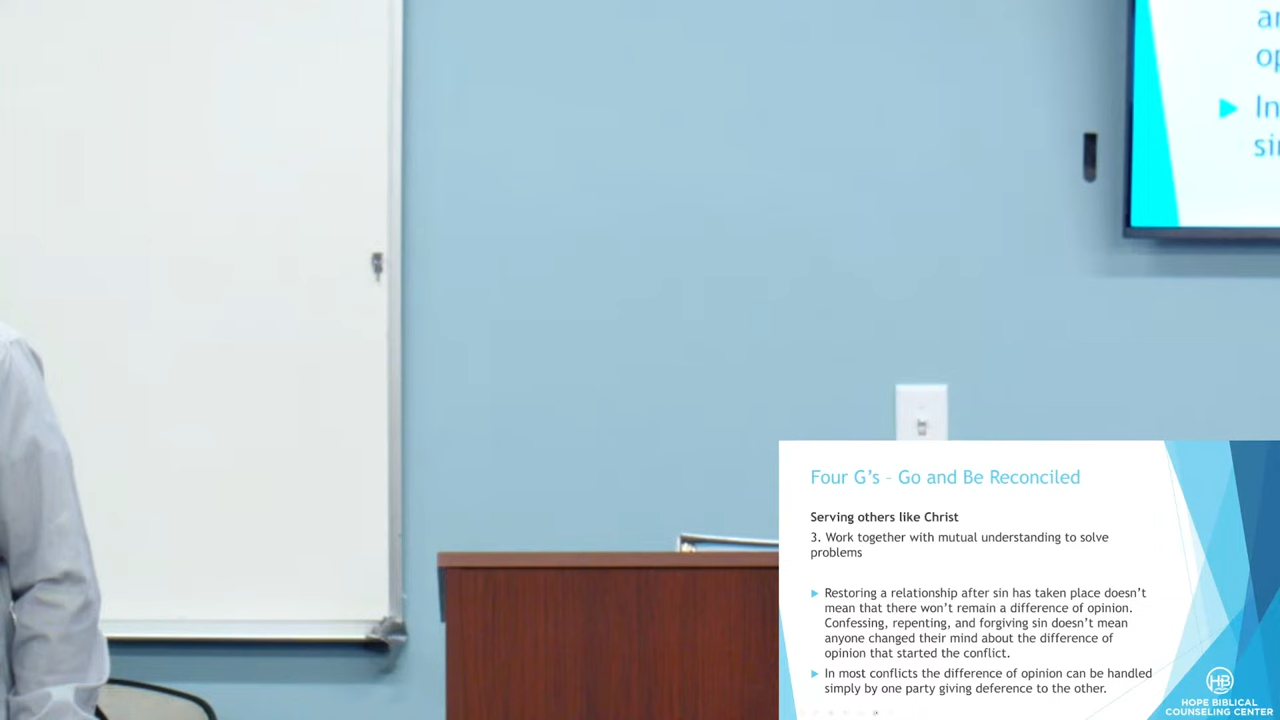 In
Four G's – Go and Be Reconciled
Serving others like Christ
3. Work together with mutual understanding to solve
problems
Restoring a relationship after sin has taken place doesn't
mean that there won't remain a difference of opinion.
Confessing, repenting, and forgiving sin doesn't mean
anyone changed their mind about the difference of
opinion that started the conflict.
In most conflicts the difference of opinion can be handled
simply by one party giving deference to the other.
HB
HOPE BIBLICAL
COUNSELING CENTER